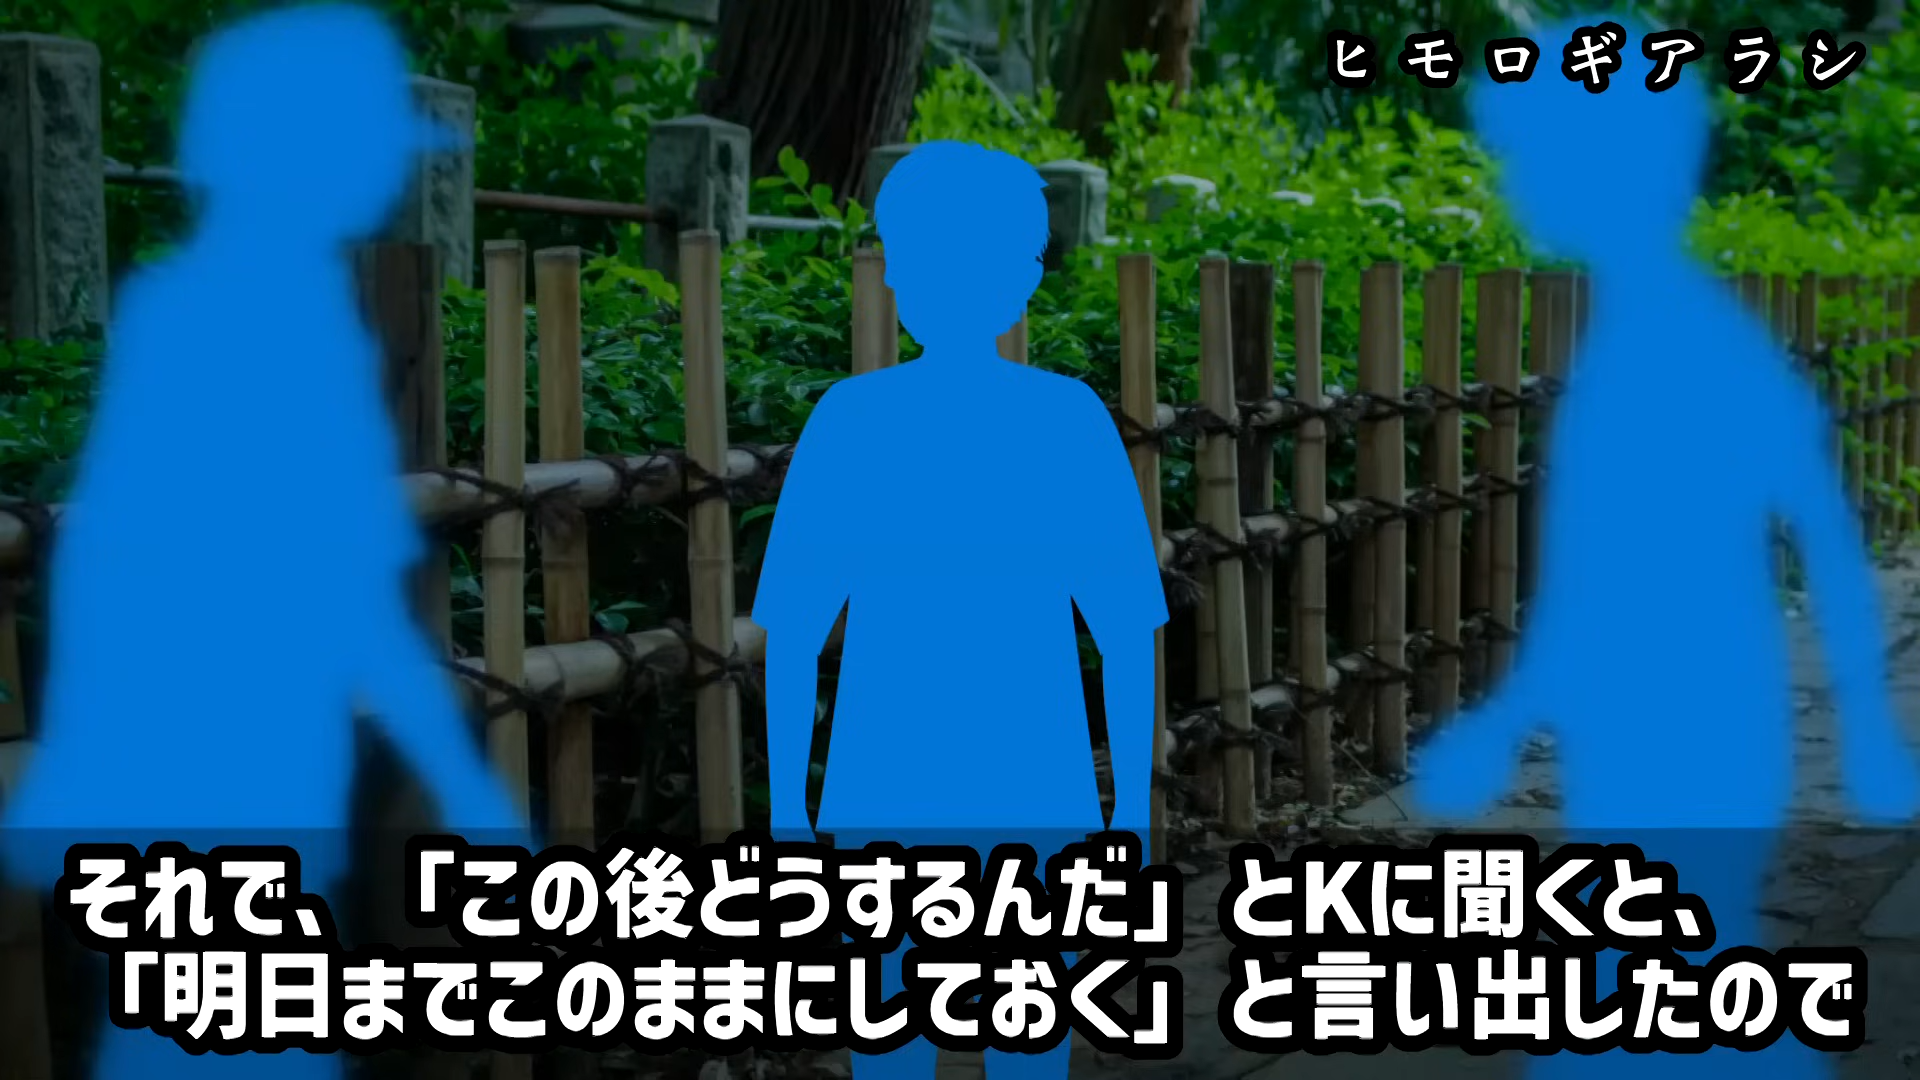 ヒモロギアラシ
それで、「この後どうするんだ」とKに聞くと、
「明日までこのままにしておく」と言い出したので